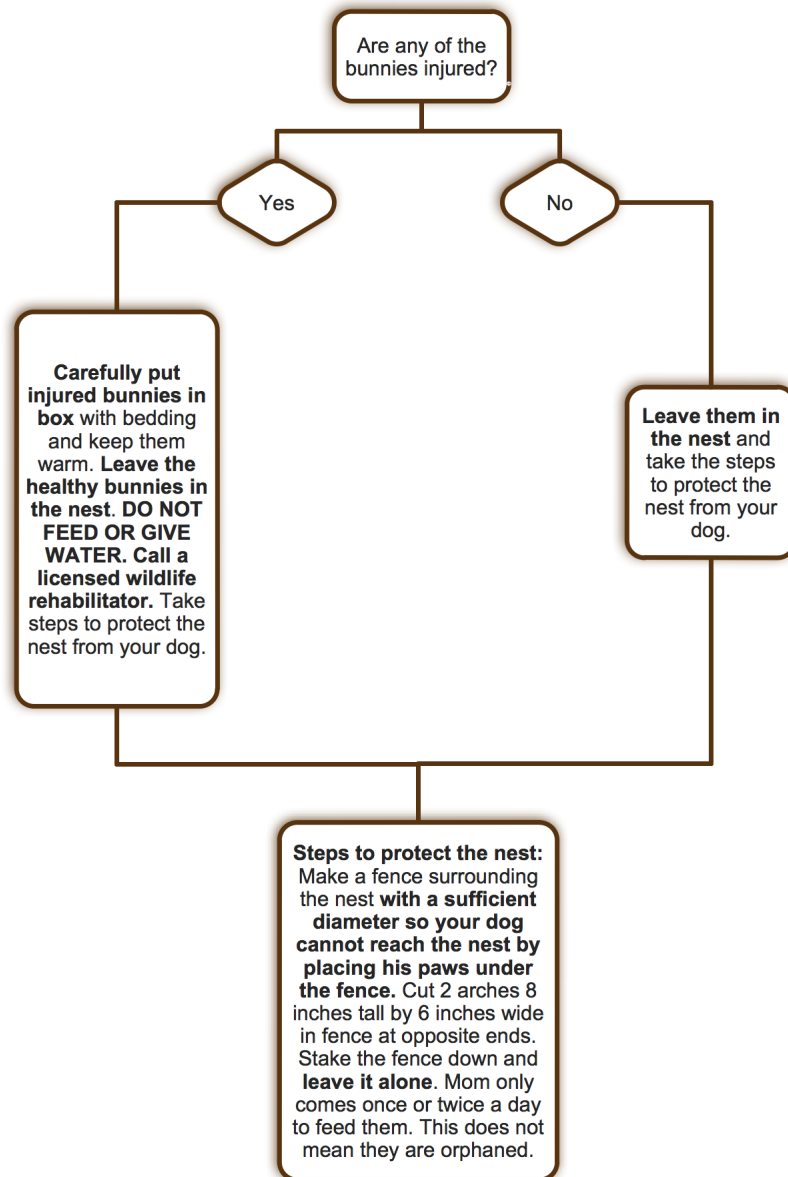 Are any of the
bunnies injured?
Yes
No
Carefully put
injured bunnies in
box with bedding
and keep them
warm. Leave the
healthy bunnies in
the nest. DO NOT
FEED OR GIVE
WATER. Call a
licensed wildlife
rehabilitator. Take
steps to protect the
nest from your dog.
Leave them in
the nest and
take the steps
to protect the
nest from your
dog.
Steps to protect the nest:
Make a fence surrounding
the nest with a sufficient
diameter so your dog
cannot reach the nest by
placing his paws under
the fence. Cut 2 arches 8
inches tall by 6 inches wide
in fence at opposite ends.
Stake the fence down and
leave it alone. Mom only
comes once or twice a day
to feed them. This does not
mean they are orphaned.